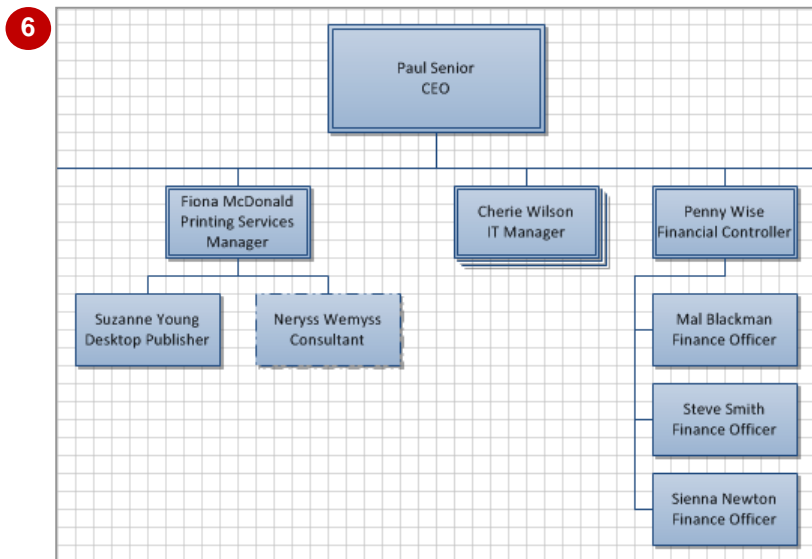 6
Paul Senior
CEO
Fiona McDonald
Printing Services
Manager
Cherie Wilson
IT Manager
Penny Wise
Financial Controller
Suzanne Young
Desktop Publisher
Neryss Wemyss
Consultant
Mal Blackman
Finance Officer
Steve Smith
Finance Officer
Sienna Newton
Finance Officer